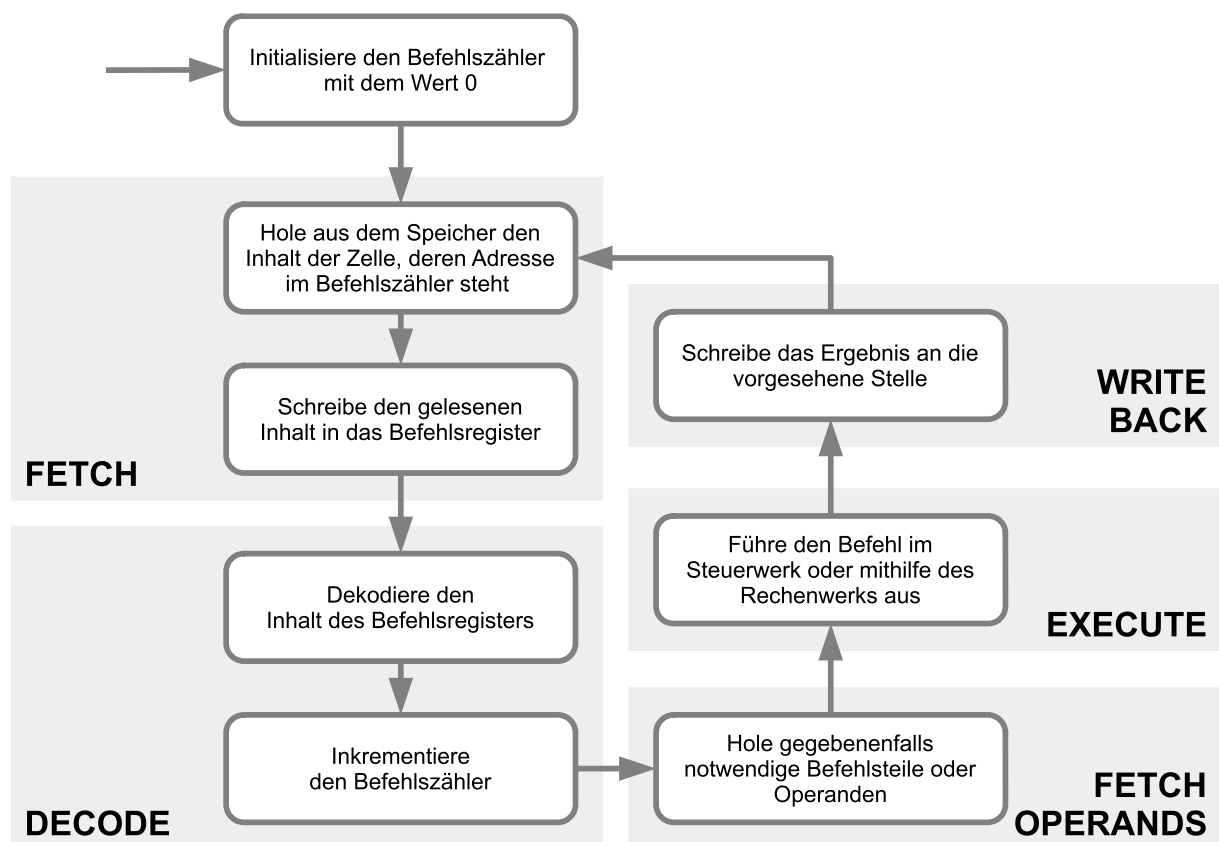 Initialisiere den Befehlszähler
mit dem Wert 0
Hole aus dem Speicher den
Inhalt der Zelle, deren Adresse
im Befehlszähler steht
Schreibe den gelesenen
Inhalt in das Befehlsregister
FETCH
Dekodiere den
Inhalt des Befehlsregisters
Inkrementiere
den Befehlszähler
DECODE
Hole gegebenenfalls
notwendige Befehlsteile oder
Operanden
FETCH
OPERANDS
Führe den Befehl im
Steuerwerk oder mithilfe des
Rechenwerks aus
EXECUTE
Schreibe das Ergebnis an die
vorgesehene Stelle
WRITE
BACK